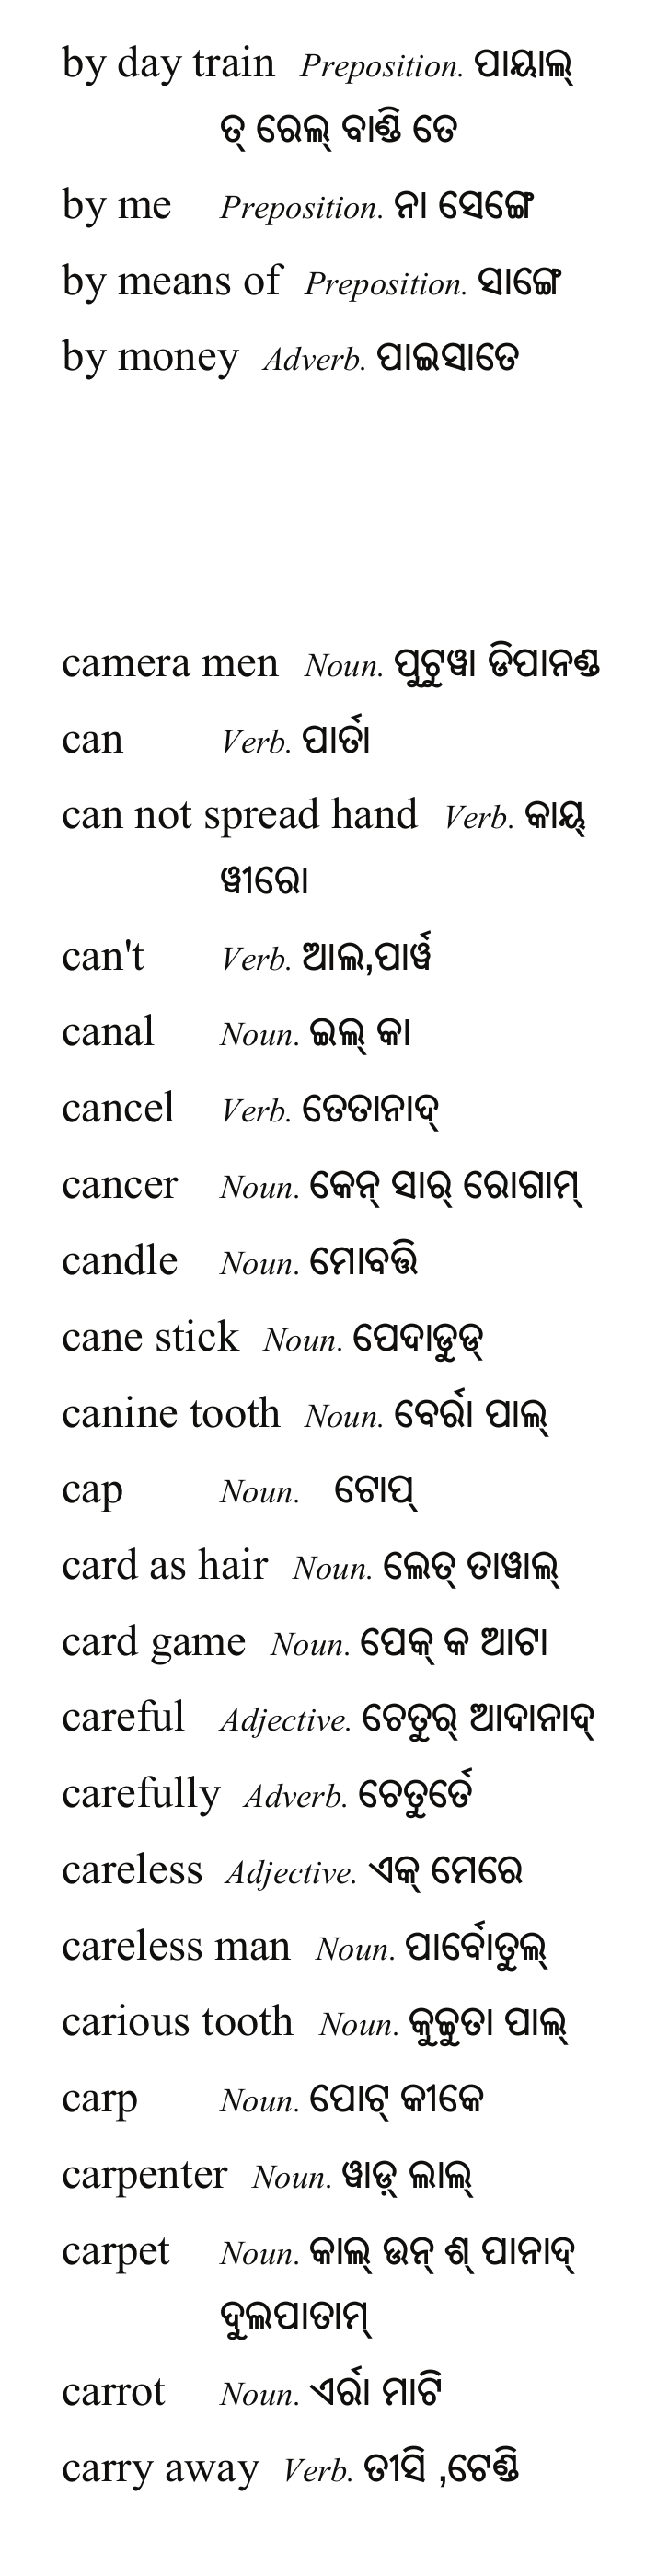 by day train Preposition. ପାୟାଲ୍
ତ୍ ରେଲ୍ ବାଣ୍ଡି ତେ
by me Preposition. ନା ସେଙ୍ଗେ
by means of Preposition. ସାଙ୍ଗେ
by money Adverb. ପାଇସାତେ
camera men Noun. ପୁଟୁୱା ଡିପାନଣ୍ଡ
can Verb. ପାର୍ତା
can not spread hand Verb. କାୟ୍
ୱୀରୋ
can't Verb. ଆଲ,ପାର୍ୱ
canal Noun. ଇଲ୍ କା
cancel Verb. ତେତାନାଦ୍
cancer Noun. କେନ୍ ସାର୍ ରୋଗାମ୍
candle Noun. ମୋବତ୍ତି
cane stick Noun. ପେଦାଡୁଡ୍
canine tooth Noun. ବେର୍ରା ପାଲ୍
cap Noun. ଟୋପ୍
card as hair Noun. ଲେତ୍ ତାୱାଲ୍
card game Noun. ପେକ୍ କ ଆଟା
careful Adjective. ଚେତୁର୍ ଆଦାନାଦ୍
carefully Adverb. ଚେତୁର୍ତେ
careless Adjective. ଏକ୍ ମେରେ
careless man Noun. ପାର୍ବୋତୁଲ୍
carious tooth Noun. କୁଚ୍ଚୁତା ପାଲ୍
carp Noun. ପୋଟ୍ କୀକେ
carpenter Noun. ୱାଡ଼୍ ଲାଲ୍
carpet Noun. କାଲ୍ ଉନ୍ ଶ୍ ପାନାଦ୍
ଦୁଲପାତାମ୍
carrot Noun. ଏର୍ରା ମାଟି
carry away Verb. ତୀସି ,ଟେଣ୍ଡି